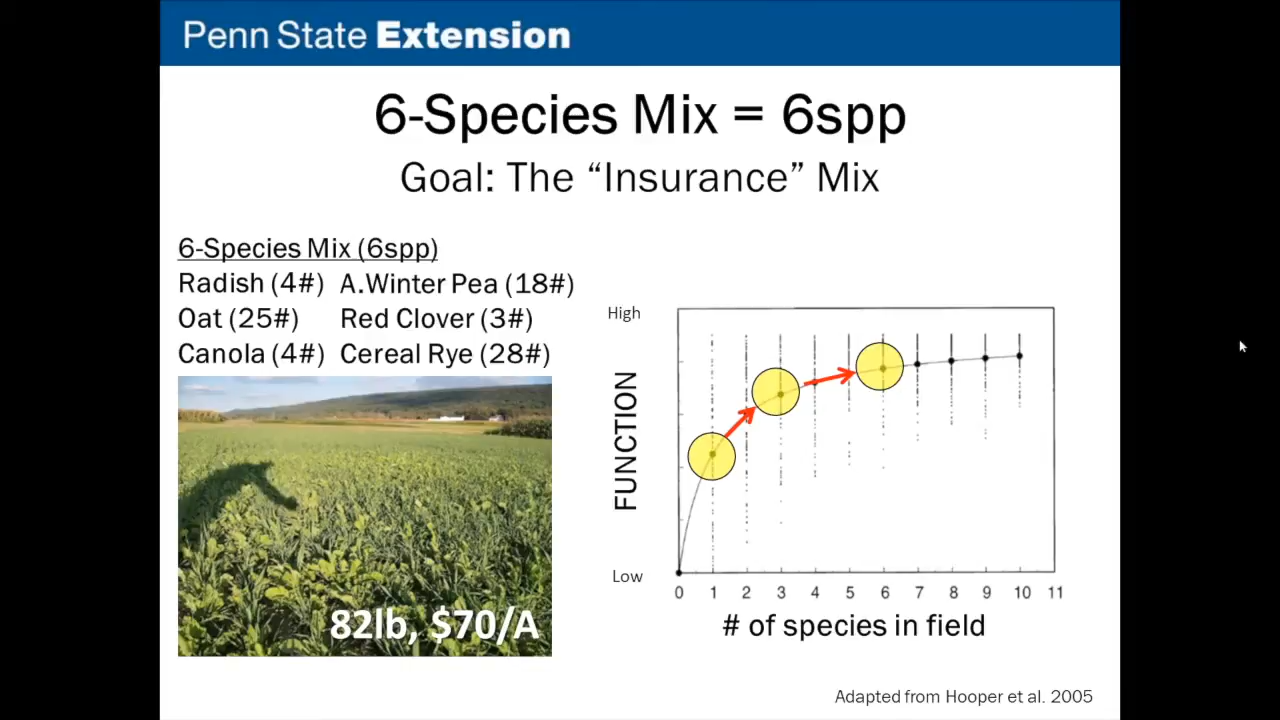 Penn State Extension
6-Species Mix = 6spp
Goal: The “Insurance” Mix
6-Species Mix (6spp)
Radish (4#) A.Winter Pea (18#)
Oat (25#) Red Clover (3#)
Canola (4#) Cereal Rye (28#)
82lb, $70/A
High
FUNCTION
Low
0 1 2 3 4 5 6 7 8 9 10 11
# of species in field
Adapted from Hooper et al. 2005